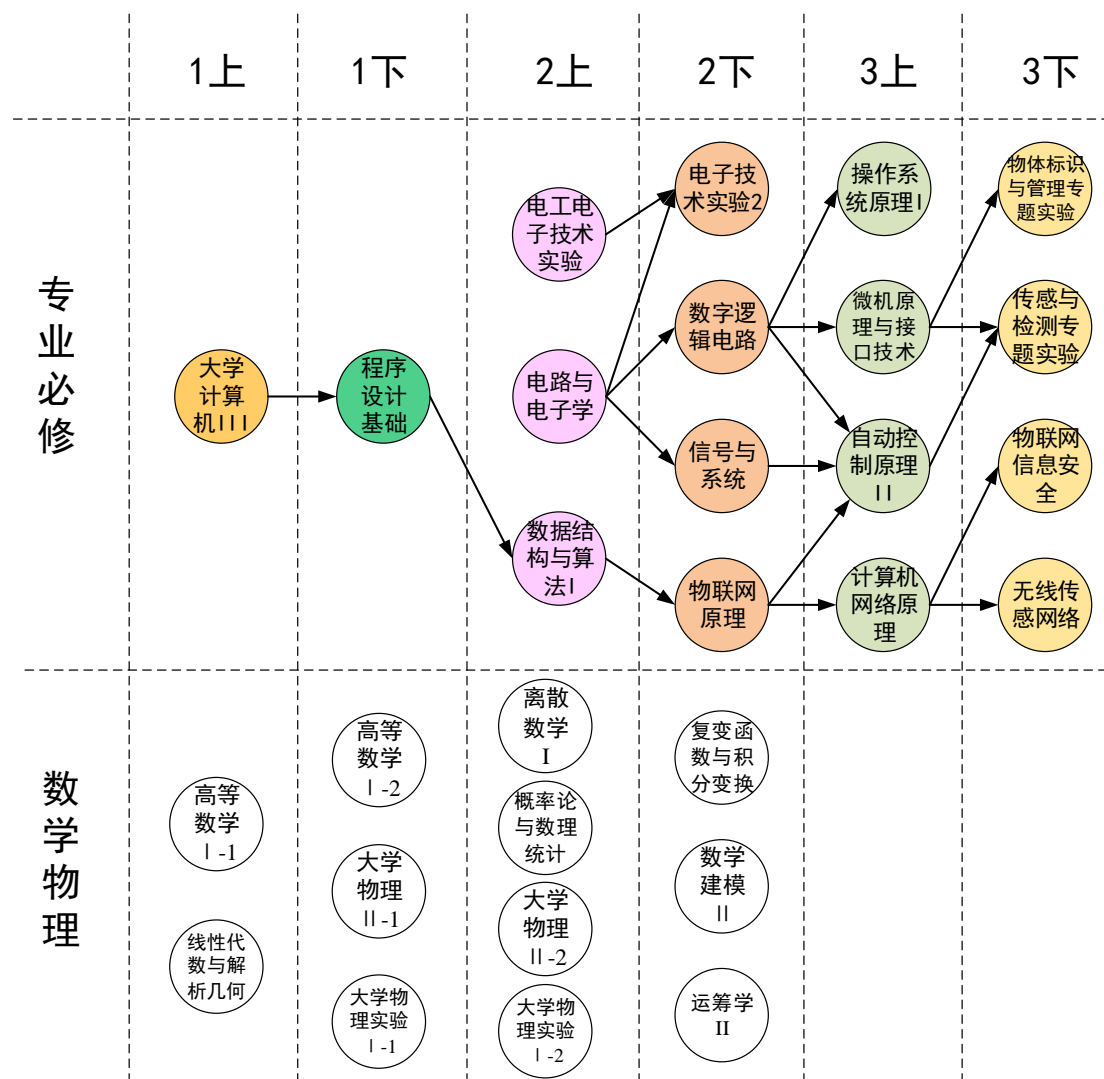 1上
1下
2上
2下
3上
3下
专
业
必
修
大学
计算
机III
程序
设计
基础
电工电
子技术
实验
电路与
电子学
数据结
构与算
法I
电子技
术实验2
数字逻
辑电路
信号与
系统
物联网
原理
操作系
统原理I
微机原
理与接
口技术
自动控
制原理
II
计算机
网络原
理
物体标识
与管理专
题实验
传感与
检测专
题实验
物联网
信息安
全
无线传
感网络
数
学
物
理
高等
数学
I-1
线性代
数与解
析几何
高等
数学
I-2
大学
物理
II-1
大学物
理实验
I-1
离散
数学
I
概率论
与数理
统计
大学
物理
II-2
大学物
理实验
I-2
复变函
数与积
分变换
数学
建模
II
运筹学
II